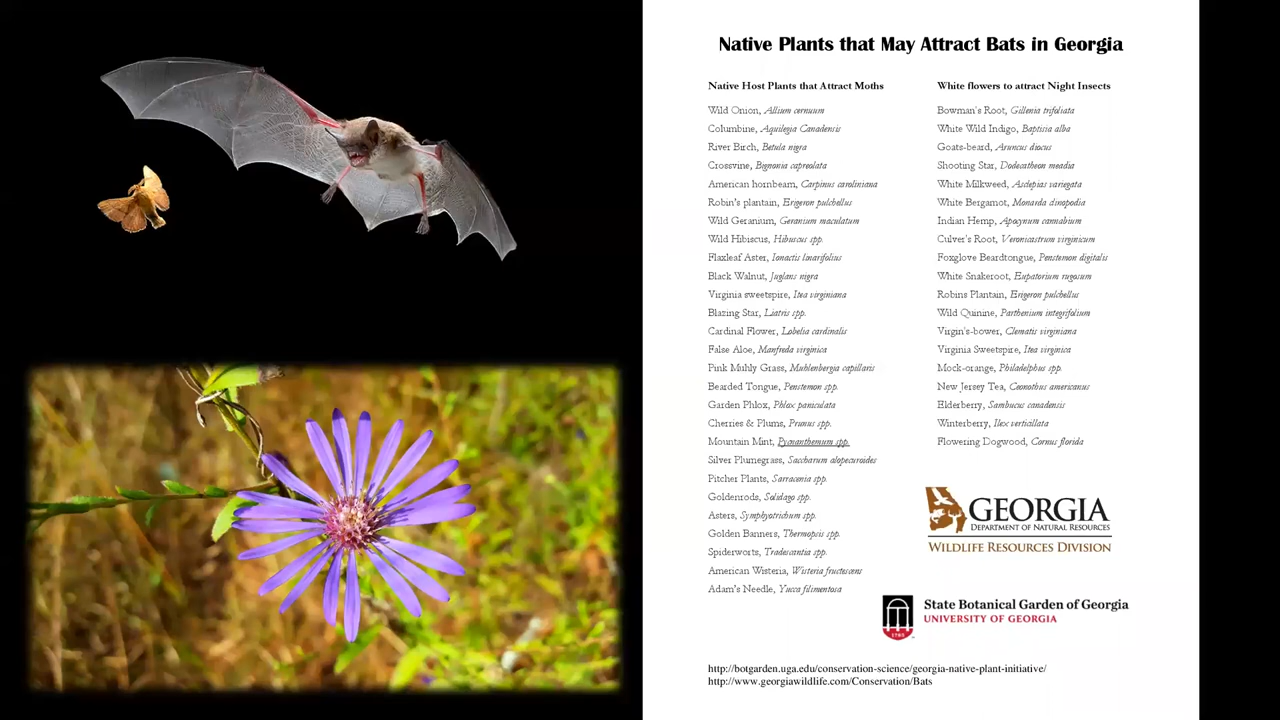 Native Plants that May Attract Bats in Georgia
Native Host Plants that Attract Moths
Wild Onion, Allium cernuum
Columbine, Aquilegia Canadensis
River Birch, Betula nigra
Crossvine, Begnonia capreolata
American hornbeam, Carpinus caroliniana
Robin's plantain, Erigeron pulchellus
Wild Geranium, Geranium maculatum
Wild Hibiscus, Hibuscus spp.
Flaxleaf Aster, Ionactis linarifolius
Black Walnut, Juglans nigra
Virginia sweetspire, Itea virginiana
Blazing Star, Liatris spp.
Cardinal Flower, Lobelia cardinalis
False Aloe, Manfreda virginica
Pink Muhly Grass, Muhlenbergia capillaris
Bearded Tongue, Penstemon spp.
Garden Phlox, Phlox paniculata
Cherries & Plums, Prunus spp.
Mountain Mint, Pycnanthemum spp.
Silver Plumegrass, Saccharum alopecuroides
Pitcher Plants, Sarracenia spp.
Goldenrods, Solidago spp.
Asters, Symphyotrichum spp.
Golden Banners, Thermopsis spp.
Spiderworts, Tradescantia spp.
American Wisteria, Wisteria fructescens
Adam's Needle, Yucca filimentosa
White flowers to attract Night Insects
Bowman's Root, Gillenia trifoliata
White Wild Indigo, Baptisia alba
Goats-beard, Aruncus diocus
Shooting Star, Dodecatheon meadia
White Milkweed, Asclepias variegata
White Bergamot, Monarda clinopodia
Indian Hemp, Apocynum cannabium
Culver's Root, Veronicastrum virginicum
Foxglove Beardtongue, Penstemon digitalis
White Snakeroot, Eupatorium rugosum
Robins Plantain, Erigeron pulchellus
Wild Quinine, Parthenium integrifolium
Virgin's-bower, Clematis virginiana
Virginia Sweetspire, Itea virginica
Mock-orange, Philadelphus spp.
New Jersey Tea, Ceonothus americanus
Elderberry, Sambucus canadensis
Winterberry, Ilex verticillata
Flowering Dogwood, Cornus florida
GEORGIA
DEPARTMENT OF NATURAL RESOURCES
WILDLIFE RESOURCES DIVISION
1785
State Botanical Garden of Georgia
UNIVERSITY OF GEORGIA
http://botgarden.uga.edu/conservation-science/georgia-native-plant-initiative/
http://www.georgiawildlife.com/Conservation/Bats